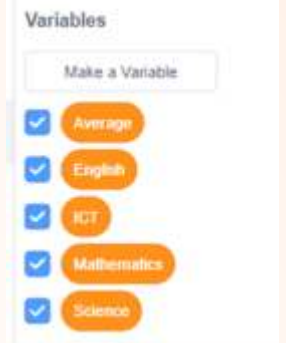 Variables
Make a Variable
Average
English
ICT
Mathematics
Science